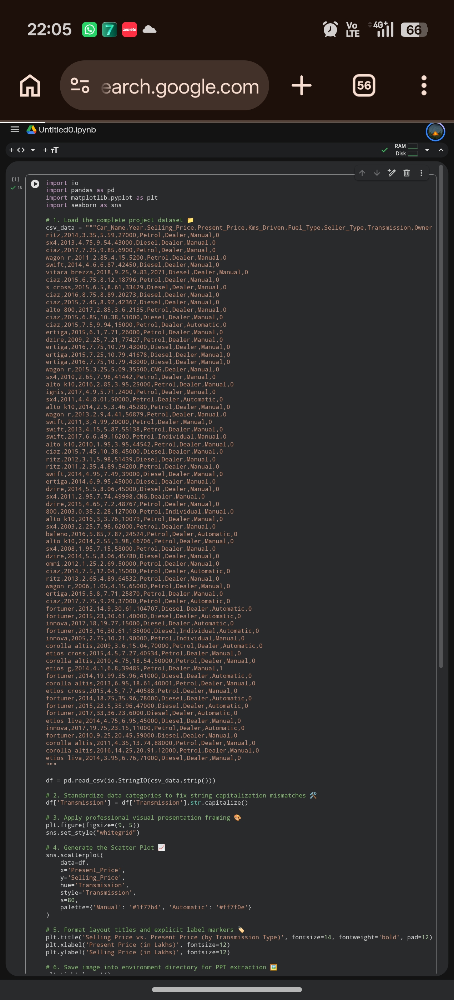 22:05
7
zomato
Vo
LTE
4G+
66
earch.google.com
56
Untitled0.ipynb
RAM
Disk
[1]
1s
import io
import pandas as pd
import matplotlib.pyplot as plt
import seaborn as sns
# 1. Load the complete project dataset 📁
csv_data = """Car_Name,Year,Selling_Price,Present_Price,Kms_Driven,Fuel_Type,Seller_Type,Transmission,Owner
ritz,2014,3.35,5.59,27000,Petrol,Dealer,Manual,0
sx4,2013,4.75,9.54,43000,Diesel,Dealer,Manual,0
ciaz,2017,7.25,9.85,6900,Petrol,Dealer,Manual,0
wagon r,2011,2.85,4.15,5200,Petrol,Dealer,Manual,0
swift,2014,4.6,6.87,42450,Diesel,Dealer,Manual,0
vitara brezza,2018,9.25,9.83,2071,Diesel,Dealer,Manual,0
ciaz,2015,6.75,8.12,18796,Petrol,Dealer,Manual,0
s cross,2015,6.5,8.61,33429,Diesel,Dealer,Manual,0
ciaz,2016,8.75,8.89,20273,Diesel,Dealer,Manual,0
ciaz,2015,7.45,8.92,42367,Diesel,Dealer,Manual,0
alto 800,2017,2.85,3.6,2135,Petrol,Dealer,Manual,0
ciaz,2015,6.85,10.38,51000,Diesel,Dealer,Manual,0
ciaz,2015,7.5,9.94,15000,Petrol,Dealer,Automatic,0
ertiga,2015,6.1,7.71,26000,Petrol,Dealer,Manual,0
dzire,2009,2.25,7.21,77427,Petrol,Dealer,Manual,0
ertiga,2016,7.75,10.79,43000,Diesel,Dealer,Manual,0
ertiga,2015,7.25,10.79,41678,Diesel,Dealer,Manual,0
ertiga,2016,7.75,10.79,43000,Diesel,Dealer,Manual,0
wagon r,2015,3.25,5.09,35500,CNG,Dealer,Manual,0
sx4,2010,2.65,7.98,41442,Petrol,Dealer,Manual,0
alto k10,2016,2.85,3.95,25000,Petrol,Dealer,Manual,0
ignis,2017,4.9,5.71,2400,Petrol,Dealer,Manual,0
sx4,2011,4.4,8.01,50000,Petrol,Dealer,Automatic,0
alto k10,2014,2.5,3.46,45280,Petrol,Dealer,Manual,0
wagon r,2013,2.9,4.41,56879,Petrol,Dealer,Manual,0
swift,2011,3,4.99,20000,Petrol,Dealer,Manual,0
swift,2013,4.15,5.87,55138,Petrol,Dealer,Manual,0
swift,2017,6,6.49,16200,Petrol,Individual,Manual,0
alto k10,2010,1.95,3.95,44542,Petrol,Dealer,Manual,0
ciaz,2015,7.45,10.38,45000,Diesel,Dealer,Manual,0
ritz,2012,3.1,5.98,51439,Diesel,Dealer,Manual,0
ritz,2011,2.35,4.89,54200,Petrol,Dealer,Manual,0
swift,2014,4.95,7.49,39000,Diesel,Dealer,Manual,0
ertiga,2014,6,9.95,45000,Diesel,Dealer,Manual,0
dzire,2014,5.5,8.06,45000,Diesel,Dealer,Manual,0
sx4,2011,2.95,7.74,49998,CNG,Dealer,Manual,0
dzire,2015,4.65,7.2,48767,Petrol,Dealer,Manual,0
800,2003,0.35,2.28,127000,Petrol,Individual,Manual,0
alto k10,2016,3,3.76,10079,Petrol,Dealer,Manual,0
sx4,2003,2.25,7.98,62000,Petrol,Dealer,Manual,0
baleno,2016,5.85,7.87,24524,Petrol,Dealer,Automatic,0
alto k10,2014,2.55,3.98,46706,Petrol,Dealer,Manual,0
sx4,2008,1.95,7.15,58000,Petrol,Dealer,Manual,0
dzire,2014,5.5,8.06,45780,Diesel,Dealer,Manual,0
omni,2012,1.25,2.69,50000,Petrol,Dealer,Manual,0
ciaz,2014,7.5,12.04,15000,Petrol,Dealer,Automatic,0
ritz,2013,2.65,4.89,64532,Petrol,Dealer,Manual,0
wagon r,2006,1.05,4.15,65000,Petrol,Dealer,Manual,0
ertiga,2015,5.8,7.71,25870,Petrol,Dealer,Manual,0
ciaz,2017,7.75,9.29,37000,Petrol,Dealer,Automatic,0
fortuner,2012,14.9,30.61,104707,Diesel,Dealer,Automatic,0
fortuner,2015,23,30.61,40000,Diesel,Dealer,Automatic,0
innova,2017,18,19.77,15000,Diesel,Dealer,Automatic,0
fortuner,2013,16,30.61,135000,Diesel,Individual,Automatic,0
innova,2005,2.75,10.21,90000,Petrol,Individual,Manual,0
corolla altis,2009,3.6,15.04,70000,Petrol,Dealer,Automatic,0
etios cross,2015,4.5,7.27,40534,Petrol,Dealer,Manual,0
corolla altis,2010,4.75,18.54,50000,Petrol,Dealer,Manual,0
etios g,2014,4.1,6.8,39485,Petrol,Dealer,Manual,1
fortuner,2014,19.99,35.96,41000,Diesel,Dealer,Automatic,0
corolla altis,2013,6.95,18.61,40001,Petrol,Dealer,Manual,0
etios cross,2015,4.5,7.7,40588,Petrol,Dealer,Manual,0
fortuner,2014,18.75,35.96,78000,Diesel,Dealer,Automatic,0
fortuner,2015,23.5,35.96,47000,Diesel,Dealer,Automatic,0
fortuner,2017,33,36.23,6000,Diesel,Dealer,Automatic,0
etios liva,2014,4.75,6.95,45000,Diesel,Dealer,Manual,0
innova,2017,19.75,23.15,11000,Petrol,Dealer,Automatic,0
fortuner,2010,9.25,20.45,59000,Diesel,Dealer,Manual,0
corolla altis,2011,4.35,13.74,88000,Petrol,Dealer,Manual,0
corolla altis,2016,14.25,20.91,12000,Petrol,Dealer,Manual,0
etios liva,2014,3.95,6.76,71000,Diesel,Dealer,Manual,0
"""
df = pd.read_csv(io.StringIO(csv_data.strip()))
# 2. Standardize data categories to fix string capitalization mismatches 🛠️
df['Transmission'] = df['Transmission'].str.capitalize()
# 3. Apply professional visual presentation framing 🎨
plt.figure(figsize=(9, 5))
sns.set_style("whitegrid")
# 4. Generate the Scatter Plot 📈
sns.scatterplot(
    data=df,
    x='Present_Price',
    y='Selling_Price',
    hue='Transmission',
    style='Transmission',
    s=80,
    palette={'Manual': '#1f77b4', 'Automatic': '#ff7f0e'}
)
# 5. Format layout titles and explicit label markers 🏷️
plt.title('Selling Price vs. Present Price (by Transmission Type)', fontsize=14, fontweight='bold', pad=12)
plt.xlabel('Present Price (in Lakhs)', fontsize=12)
plt.ylabel('Selling Price (in Lakhs)', fontsize=12)
# 6. Save image into environment directory for PPT extraction 🖼️